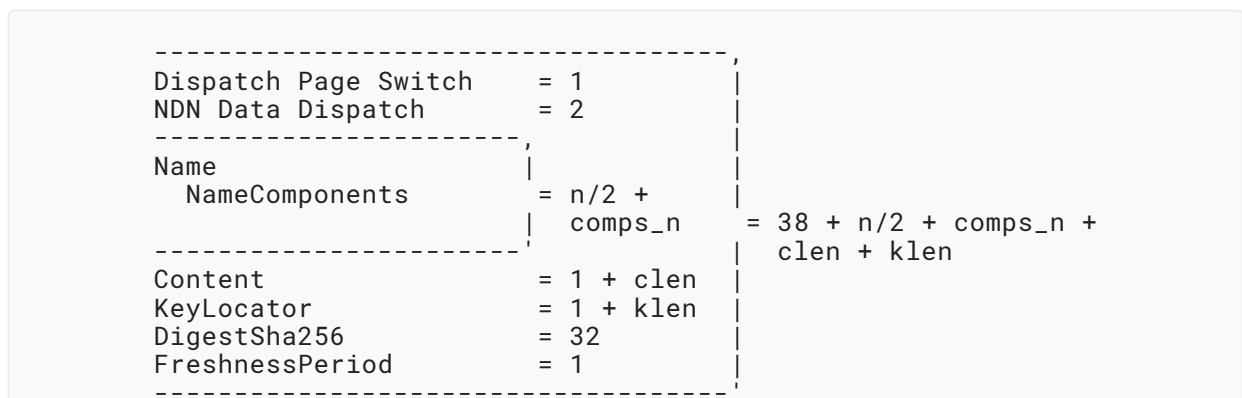 ------------------------------------,
Dispatch Page Switch    = 1         |
NDN Data Dispatch       = 2         |
-----------------------,            |
Name                   |            |
  NameComponents        = n/2 +     |
                       |  comps_n    = 38 + n/2 + comps_n +
-----------------------'            |  clen + klen
Content                 = 1 + clen  |
KeyLocator              = 1 + klen  |
DigestSha256            = 32        |
FreshnessPeriod         = 1         |
------------------------------------'